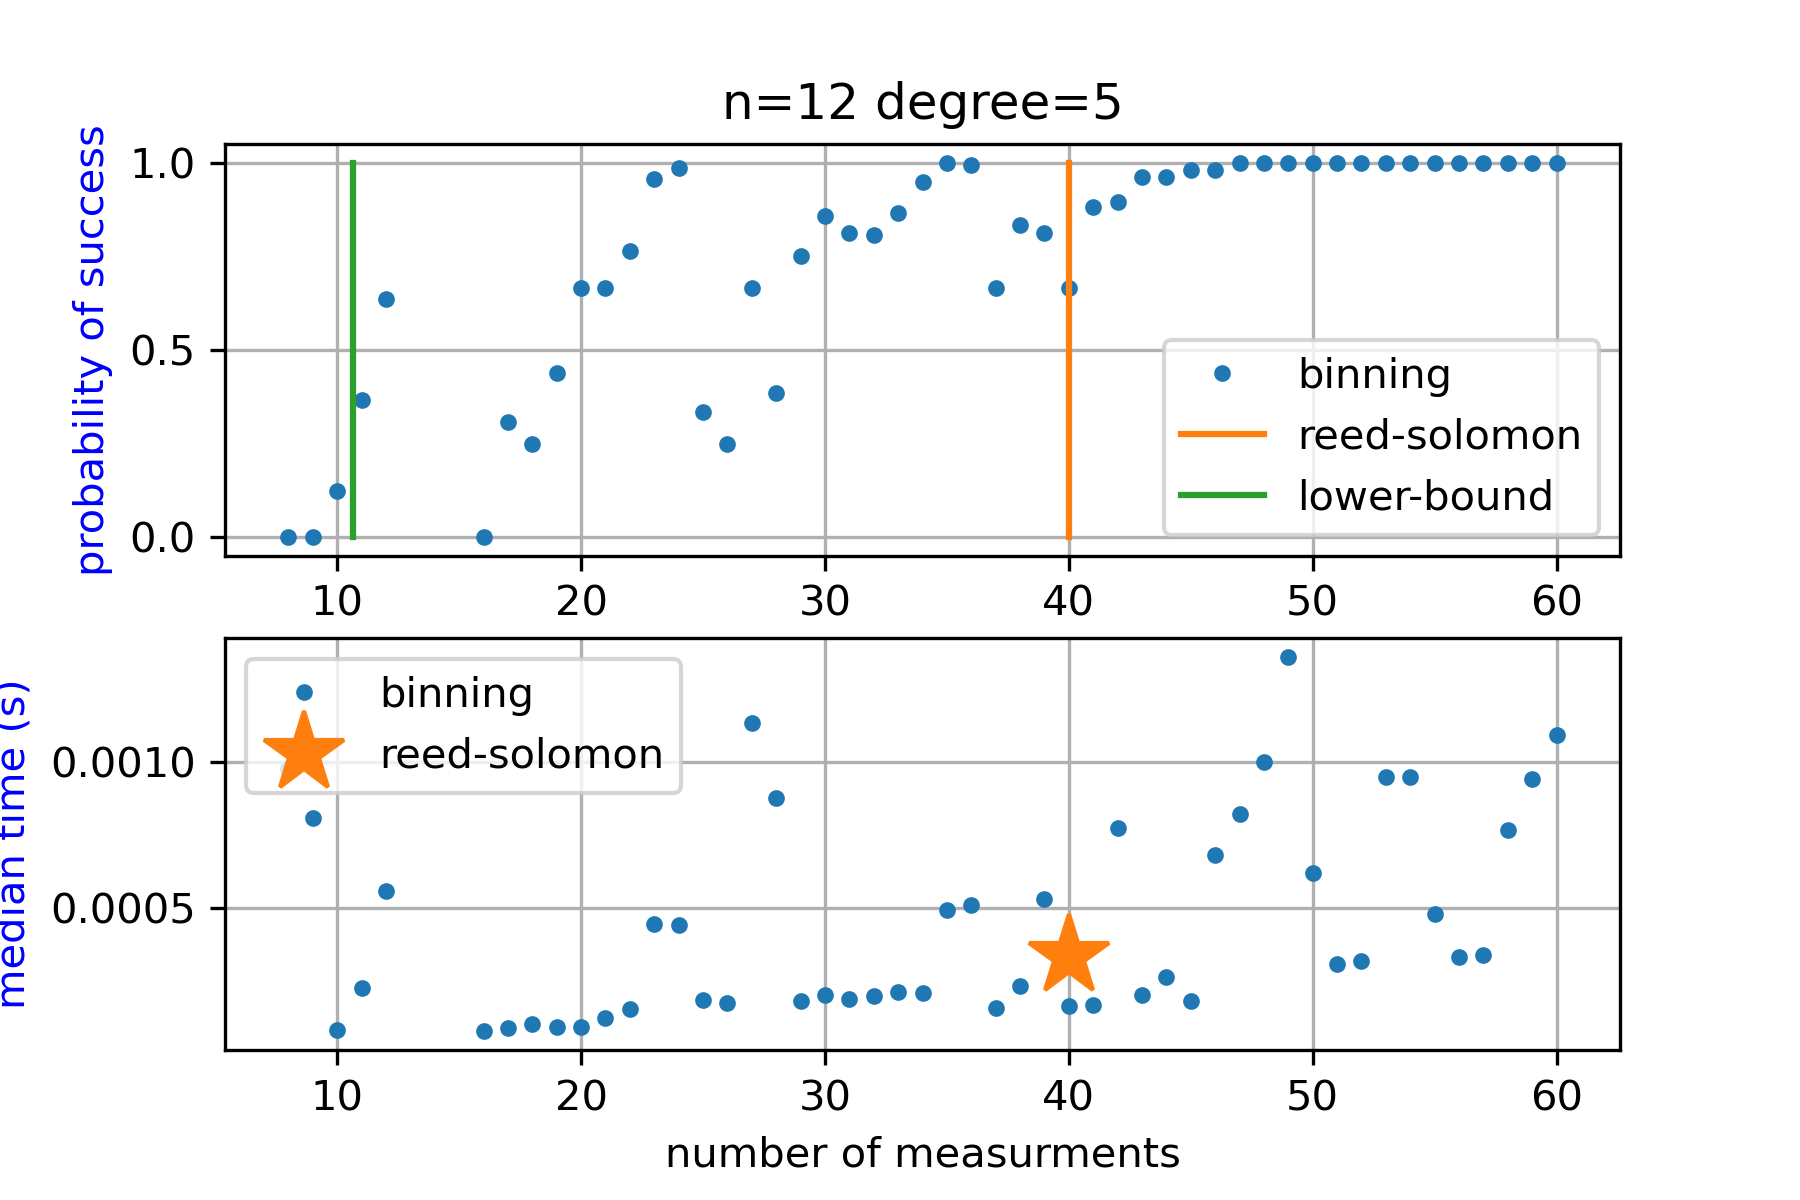 n=12 degree=5
probability of success
1.0
0.5
0.0
binning
reed-solomon
lower-bound
10 20 30 40 50 60
median time (s)
0.0010
0.0005
binning
reed-solomon
10 20 30 40 50 60
number of measurments